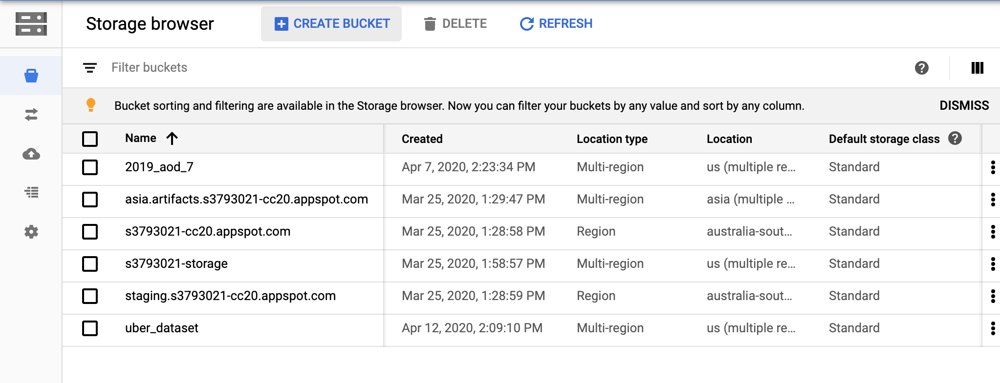 Storage browser CREATE BUCKET DELETE REFRESH
Filter buckets
Bucket sorting and filtering are available in the Storage browser. Now you can filter your buckets by any value and sort by any column. DISMISS
Name Created Location type Location Default storage class
2019_aod_7 Apr 7, 2020, 2:23:34 PM Multi-region us (multiple re... Standard
asia.artifacts.s3793021-cc20.appspot.com Mar 25, 2020, 1:29:47 PM Multi-region asia (multiple ... Standard
s3793021-cc20.appspot.com Mar 25, 2020, 1:28:58 PM Region australia-sout... Standard
s3793021-storage Mar 25, 2020, 1:58:57 PM Multi-region us (multiple re... Standard
staging.s3793021-cc20.appspot.com Mar 25, 2020, 1:28:59 PM Region australia-sout... Standard
uber_dataset Apr 12, 2020, 2:09:10 PM Multi-region us (multiple re... Standard